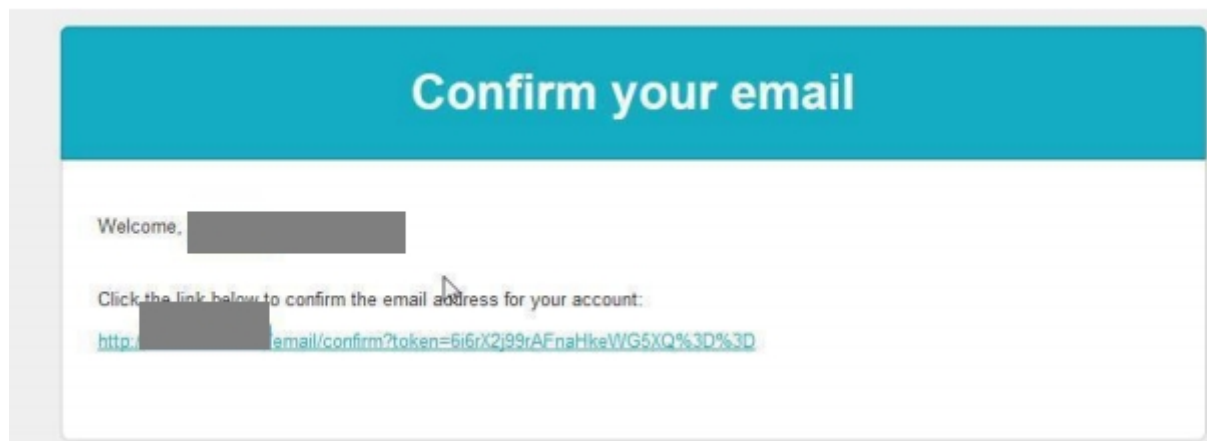 Confirm your email
Welcome,
Click the link below to confirm the email address for your account:
http:/ /email/confirm?token=6i6rX2j99rAFnaHkeWG5XQ%3D%3D